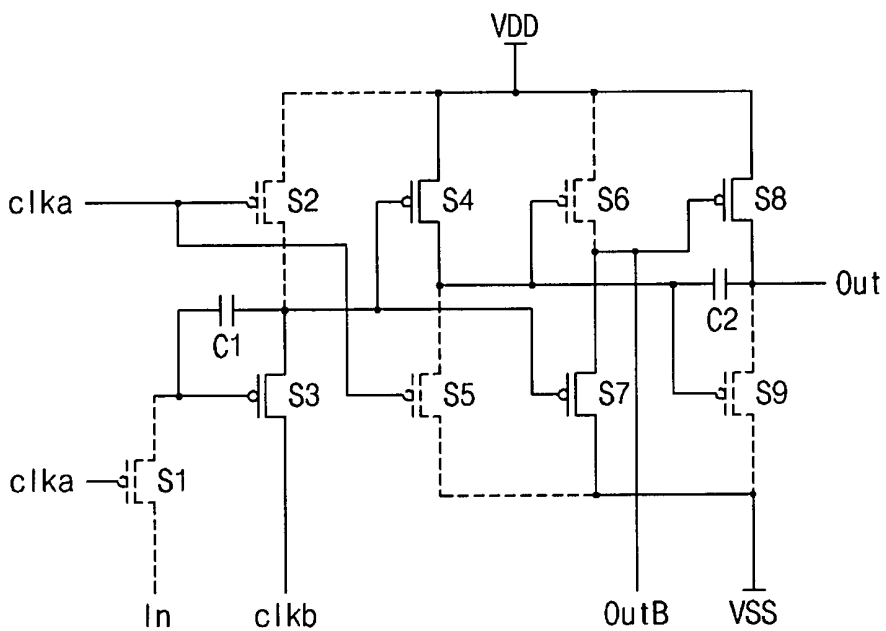 VDD
clka
S2
S4
S6
S8
Out
C1
C2
S3
S5
S7
S9
clka
S1
In
clkb
OutB
VSS